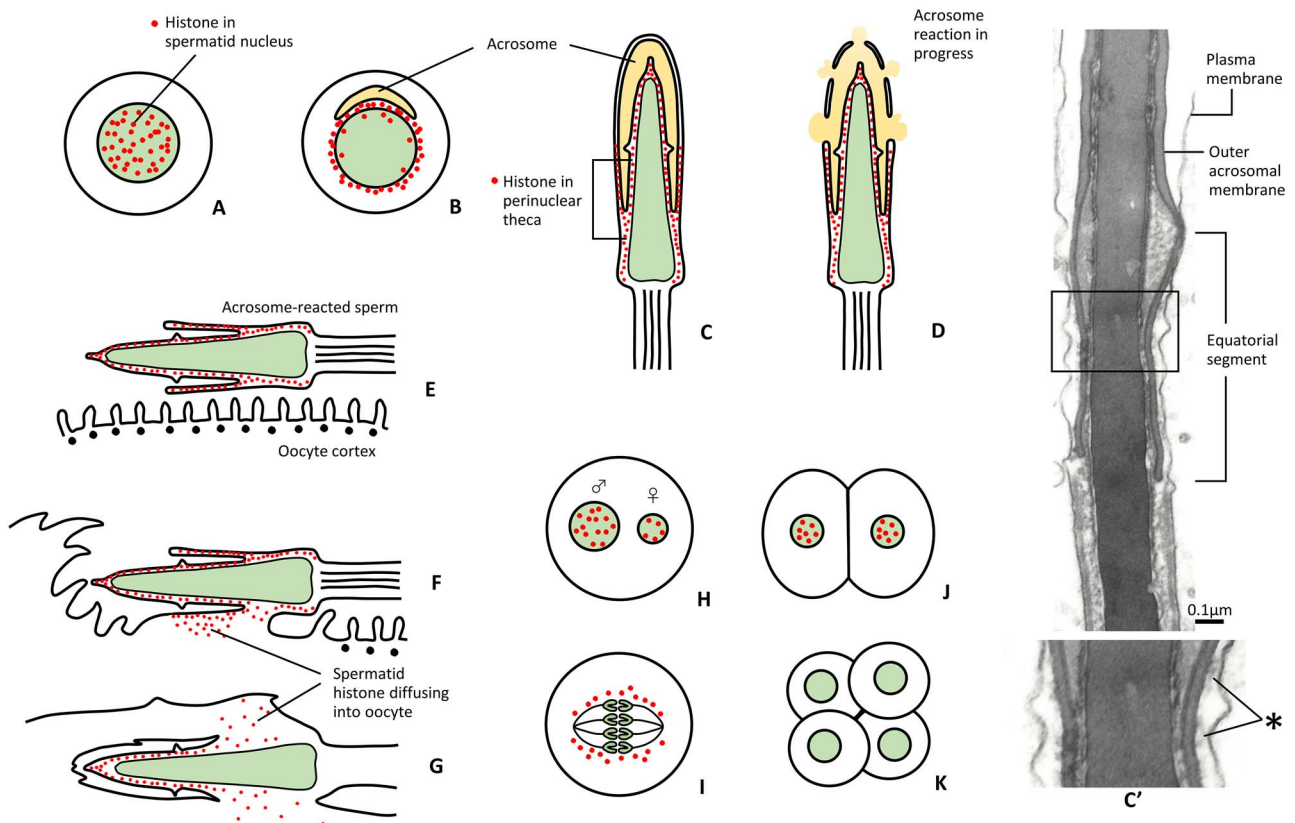 Histone in
spermatid nucleus
A
B
Acrosome
Histone in
perinuclear
theca
C
Acrosome
reaction in
progress
D
Plasma
membrane
Outer
acrosomal
membrane
Equatorial
segment
0.1µm
*
C’
Acrosome-reacted sperm
E
Oocyte cortex
F
Spermatid
histone diffusing
into oocyte
G
♂
♀
H
J
I
K